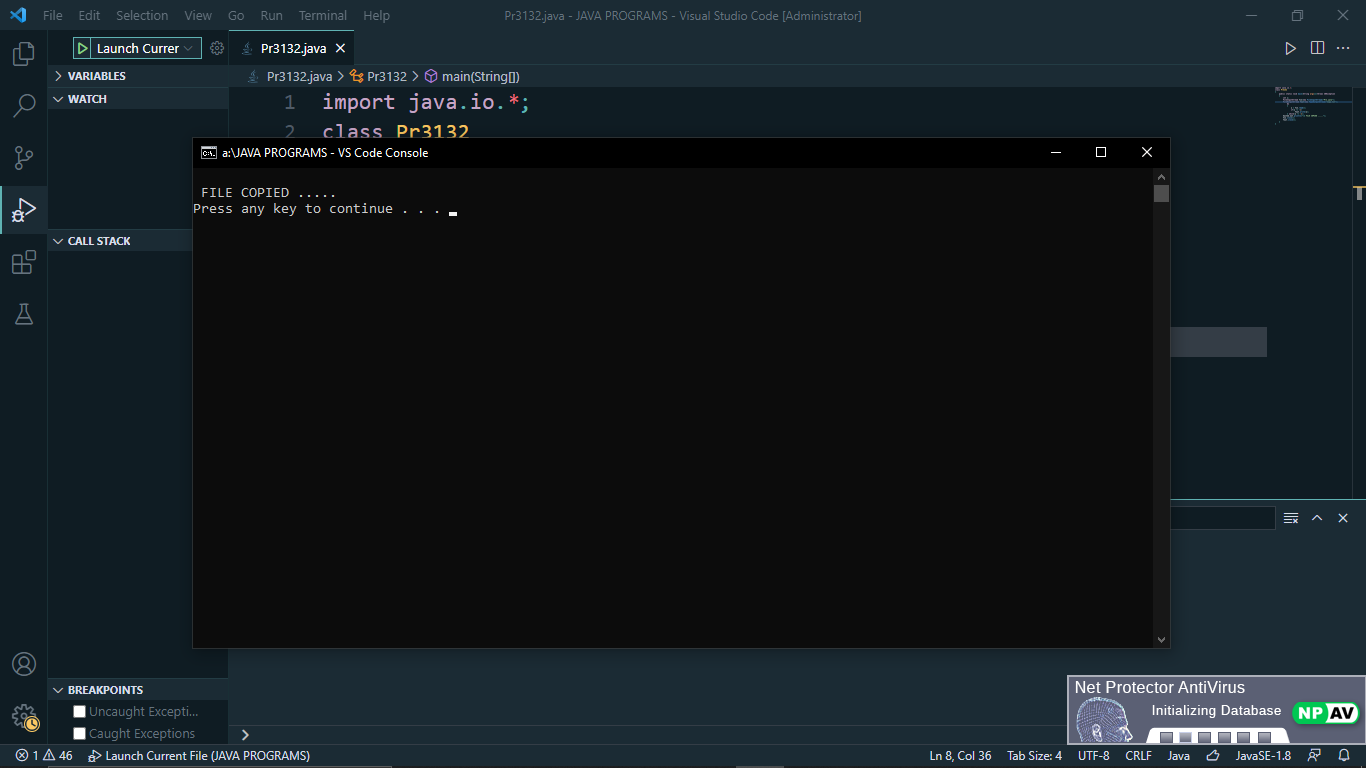 File Edit Selection View Go Run Terminal Help
Pr3132.java - JAVA PROGRAMS - Visual Studio Code [Administrator]
Launch Currer
Pr3132.java
VARIABLES
Pr3132.java > Pr3132 > main(String[])
WATCH
1 import java.io.*;
2 class Pr3132
a:\JAVA PROGRAMS - VS Code Console
FILE COPIED .....
Press any key to continue . . .
CALL STACK
BREAKPOINTS
Uncaught Excepti...
Caught Exceptions
Net Protector AntiVirus
Initializing Database
NP AV
1 46 Launch Current File (JAVA PROGRAMS)
Ln 8, Col 36 Tab Size: 4 UTF-8 CRLF Java JavaSE-1.8